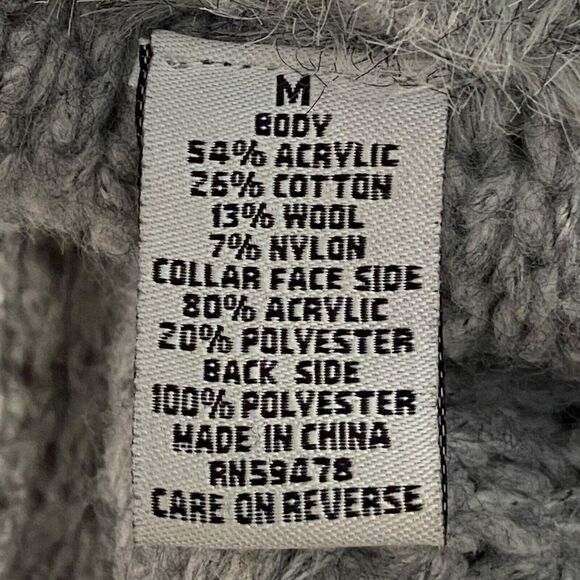 M
BODY
54% ACRYLIC
26% COTTON
13% WOOL
7% NYLON
COLLAR FACE SIDE
80% ACRYLIC
20% POLYESTER
BACK SIDE
100% POLYESTER
MADE IN CHINA
RN59478
CARE ON REVERSE